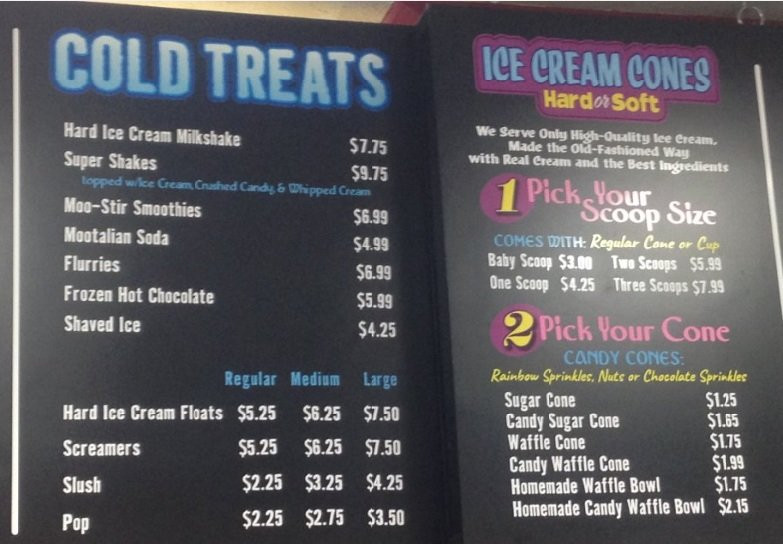 COLD TREATS
Hard Ice Cream Milkshake $7.75
Super Shakes $9.75
topped w/Ice Cream, Crushed Candy, & Whipped Cream
Moo-Stir Smoothies $6.99
Mootalian Soda $4.99
Flurries $6.99
Frozen Hot Chocolate $5.99
Shaved Ice $4.25
Regular Medium Large
Hard Ice Cream Floats $5.25 $6.25 $7.50
Screamers $5.25 $6.25 $7.50
Slush $2.25 $3.25 $4.25
Pop $2.25 $2.75 $3.50
ICE CREAM CONES
Hard or Soft
We Serve Only High-Quality Ice Cream,
Made the Old-Fashioned Way
with Real Cream and the Best Ingredients
1 Pick Your
Scoop Size
COMES WITH: Regular Cone or Cup
Baby Scoop $3.00 Two Scoops $5.99
One Scoop $4.25 Three Scoops $7.99
2 Pick Your Cone
CANDY CONES:
Rainbow Sprinkles, Nuts or Chocolate Sprinkles
Sugar Cone $1.25
Candy Sugar Cone $1.65
Waffle Cone $1.75
Candy Waffle Cone $1.99
Homemade Waffle Bowl $1.75
Homemade Candy Waffle Bowl $2.15